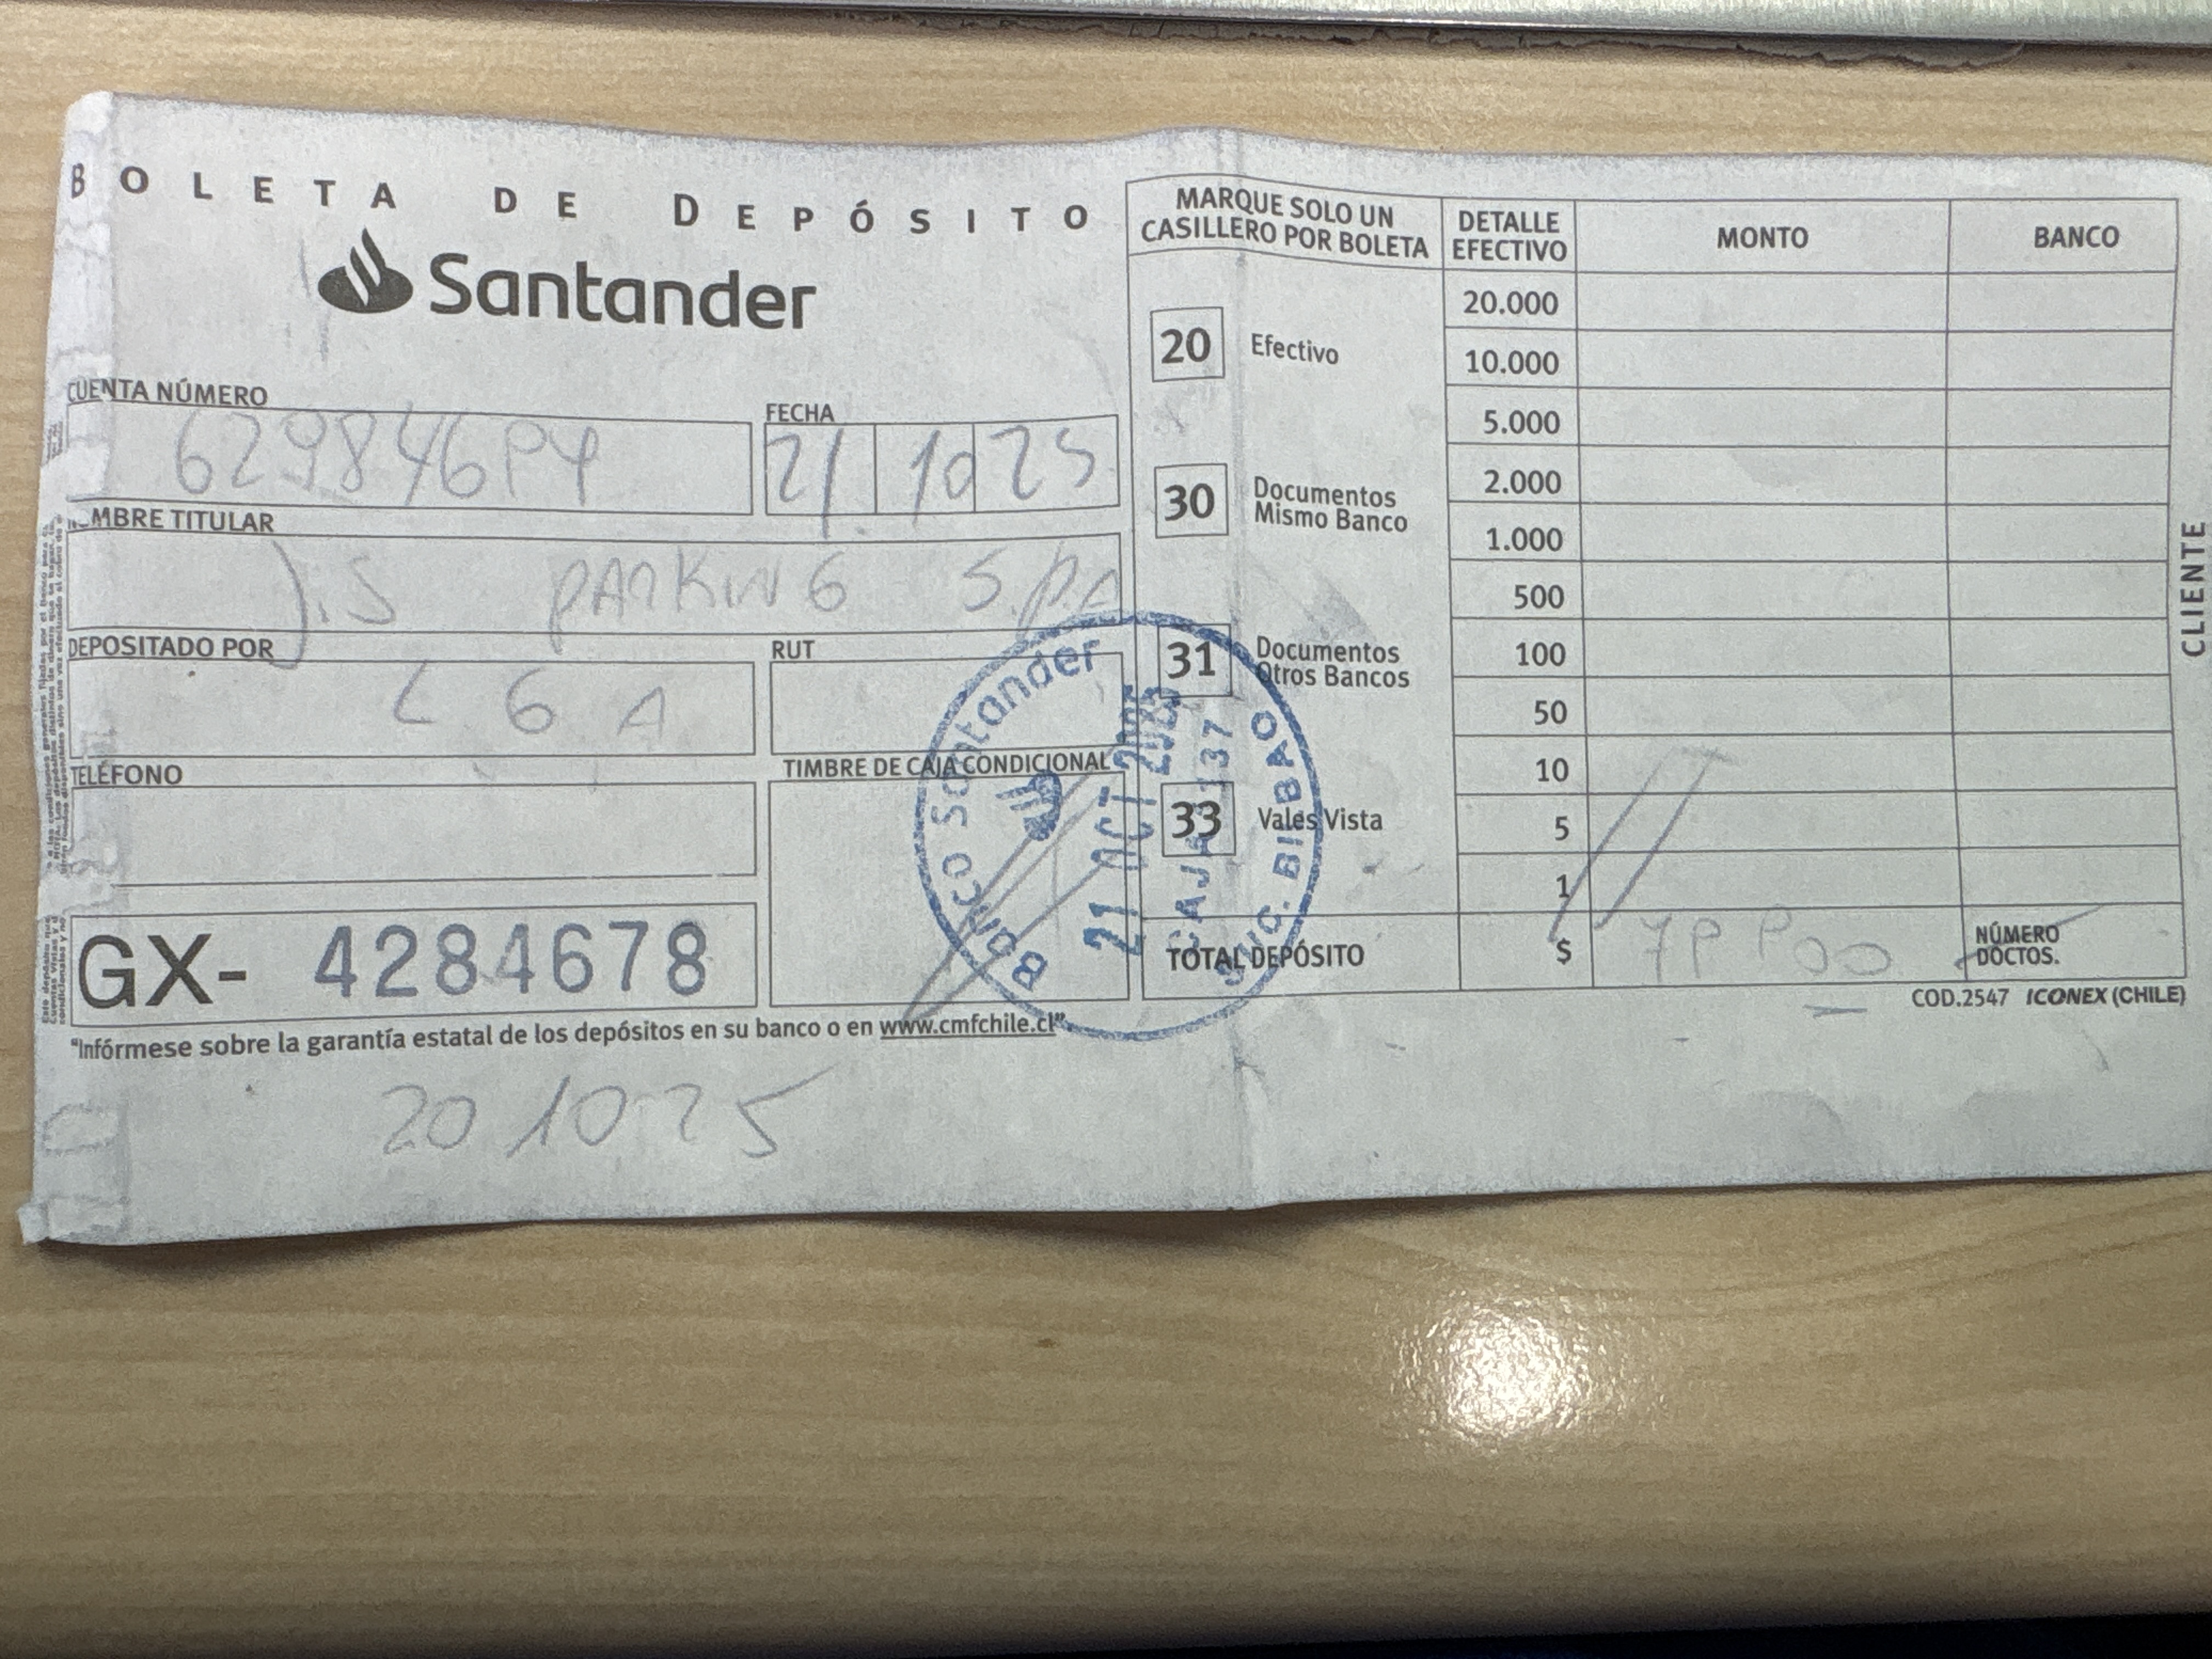 BOLETA DE DEPÓSITO
Santander
CUENTA NÚMERO
629846PY
FECHA
21. 10 25
NOMBRE TITULAR
J.S PARKING S.P.A
DEPOSITADO POR
L G A
RUT
TELÉFONO
TIMBRE DE CAJA CONDICIONAL
GX- 4284678
"Infórmese sobre la garantía estatal de los depósitos en su banco o en www.cmfchile.cl"
20 10 25
MARQUE SOLO UN
CASILLERO POR BOLETA
20 Efectivo
30 Documentos
Mismo Banco
31 Documentos
Otros Bancos
33 Vales Vista
DETALLE
EFECTIVO
MONTO
BANCO
20.000
10.000
5.000
2.000
1.000
500
100
50
10
5
1
TOTAL DEPÓSITO
$
NÚMERO
DOCTOS.
COD.2547 ICONEX (CHILE)
CLIENTE
Banco Santander
21 OCT 2025
CAJA 137
SUC. BILBAO